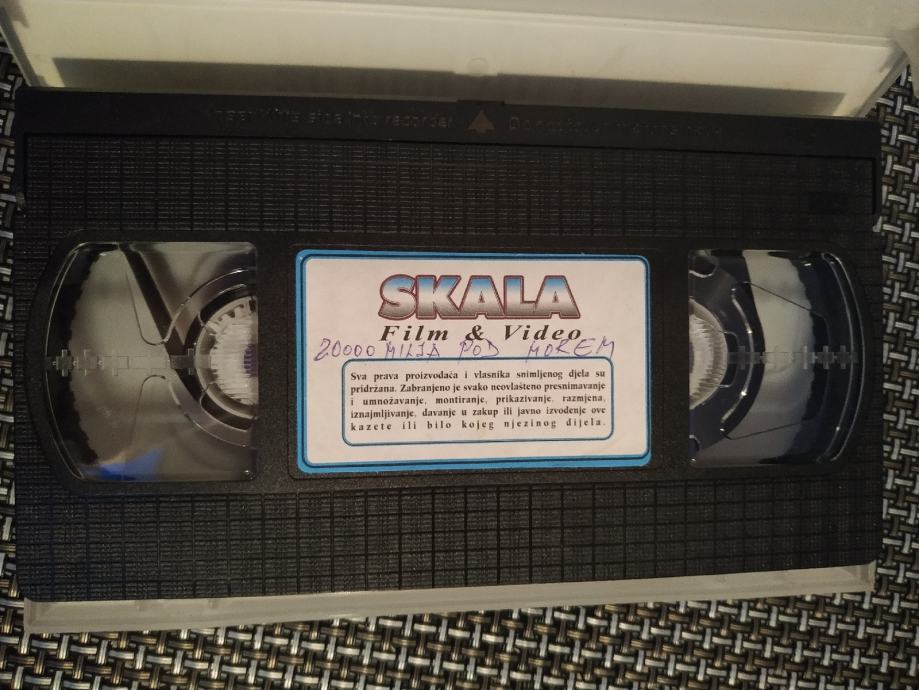 SKALA
Film & Video
20000 MILJA POD MOREM
Sva prava proizvođaća i vlasnika snimljenog djela su
pridržana. Zabranjeno je svako neovlašteno presnimavanje
i umnožavanje, montiranje, prikazivanje, razmjena,
iznajmljivanje, davanje u zakup ili javno izvođenje ove
kazete ili bilo kojeg njezinog dijela.